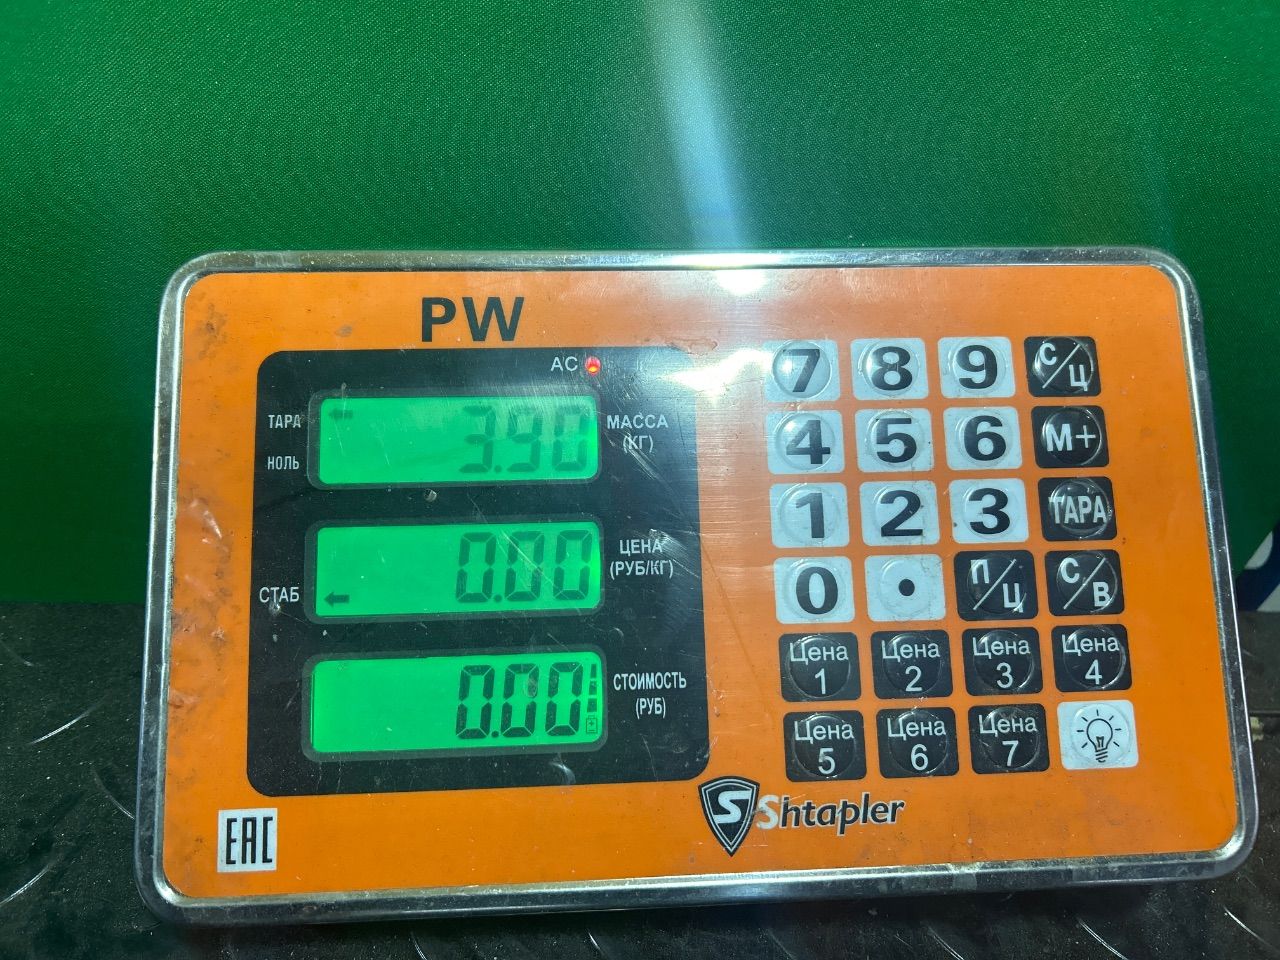 PW
AC
ТАРА
НОЛЬ
3.90
МАССА
(КГ)
0.00
ЦЕНА
(РУБ/КГ)
СТАБ
0.00
СТОИМОСТЬ
(РУБ)
7 8 9 С/Ц
4 5 6 М+
1 2 3 ТАРА
0 . П/Ц С/В
Цена 1 Цена 2 Цена 3 Цена 4
Цена 5 Цена 6 Цена 7
S Shtapler
EAC